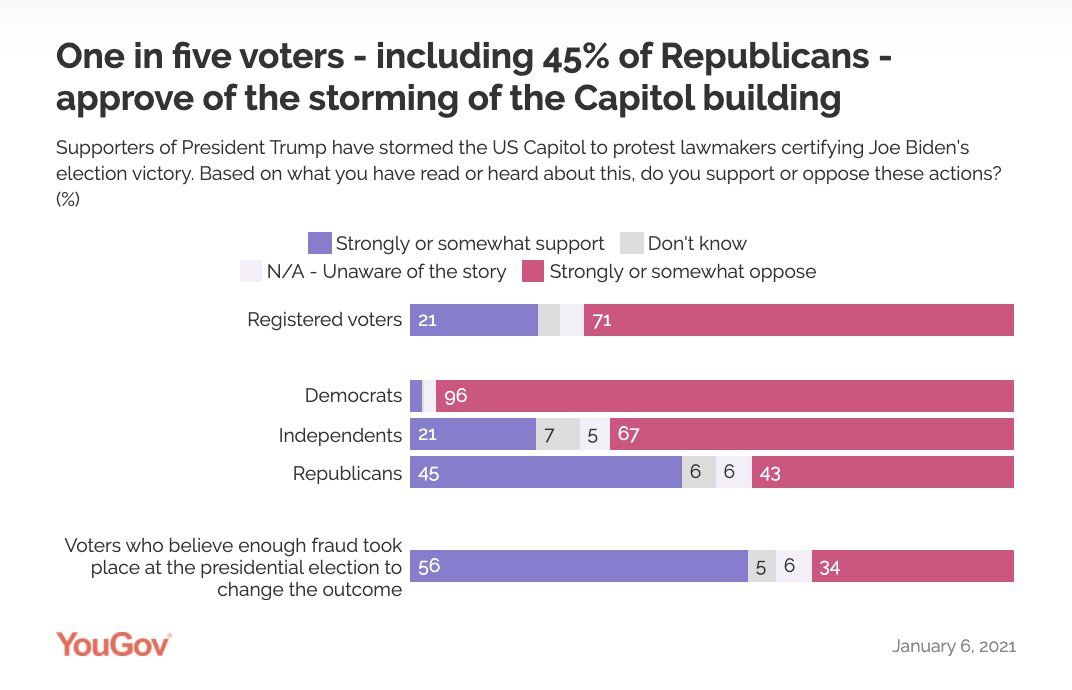 One in five voters - including 45% of Republicans -
approve of the storming of the Capitol building
Supporters of President Trump have stormed the US Capitol to protest lawmakers certifying Joe Biden's
election victory. Based on what you have read or heard about this, do you support or oppose these actions?
(%)
Strongly or somewhat support Don't know
N/A - Unaware of the story Strongly or somewhat oppose
Registered voters 21 71
Democrats 96
Independents 21 7 5 67
Republicans 45 6 6 43
Voters who believe enough fraud took
place at the presidential election to 56 5 6 34
change the outcome
YouGov® January 6, 2021